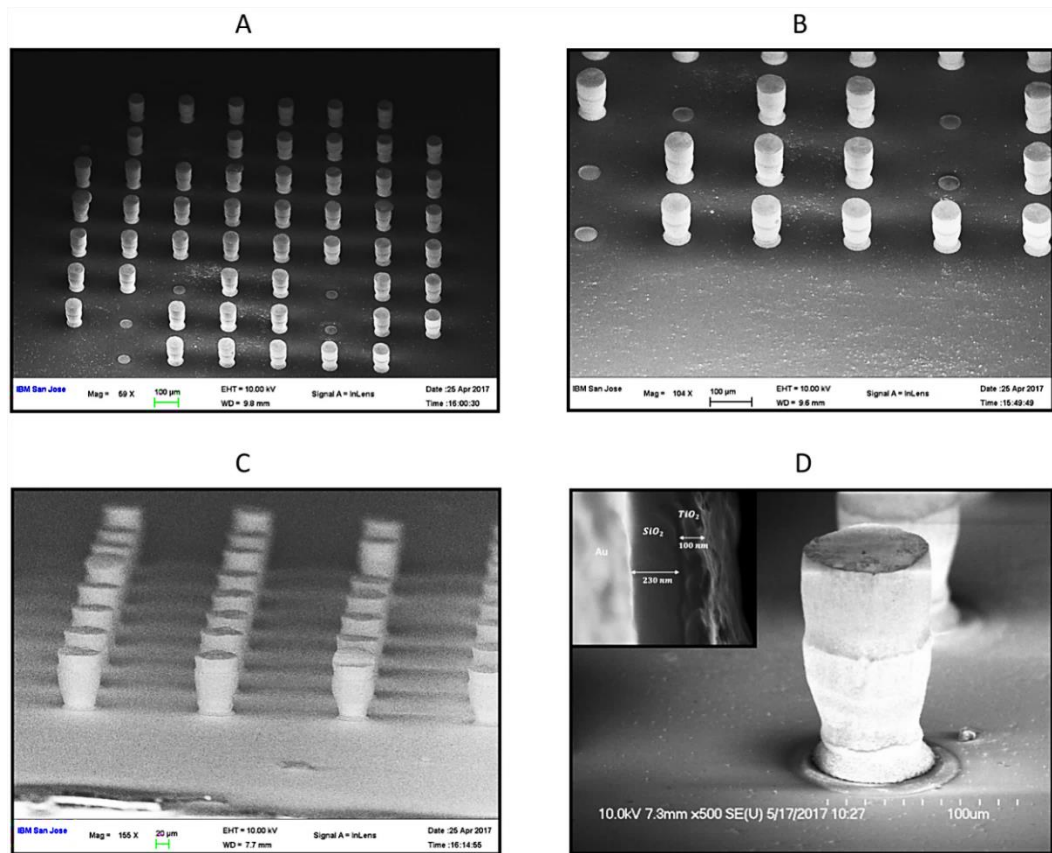 A
B
IBM San Jose
Mag = 59 X
100 µm
EHT = 10.00 kV
WD = 9.8 mm
Signal A = InLens
Date :25 Apr 2017
Time :16:00:30
Mag = 104 X
100 µm
EHT = 10.00 kV
WD = 9.6 mm
Signal A = InLens
Date :25 Apr 2017
Time :15:49:49
C
D
IBM San Jose
Mag = 155 X
20 µm
EHT = 10.00 kV
WD = 7.7 mm
Signal A = InLens
Date :25 Apr 2017
Time :16:14:55
Au
SiO₂
TiO₂
100 nm
230 nm
10.0kV 7.3mm x500 SE(U) 5/17/2017 10:27
100um